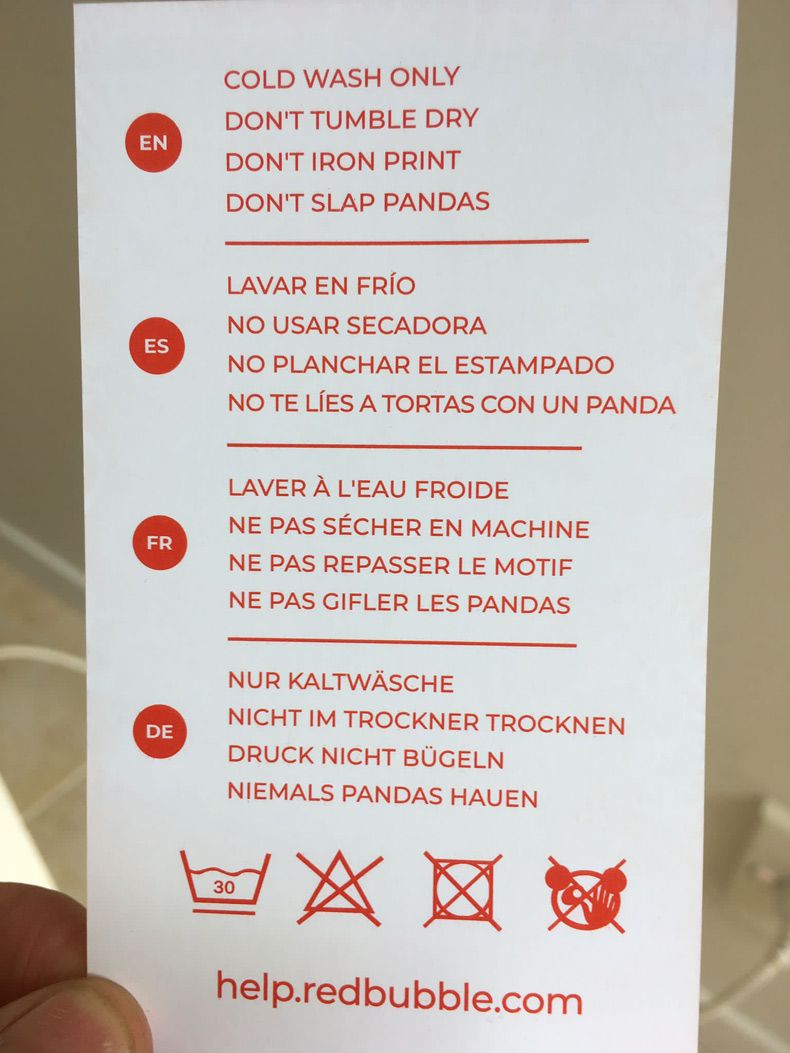 EN
COLD WASH ONLY
DON'T TUMBLE DRY
DON'T IRON PRINT
DON'T SLAP PANDAS
ES
LAVAR EN FRÍO
NO USAR SECADORA
NO PLANCHAR EL ESTAMPADO
NO TE LÍES A TORTAS CON UN PANDA
FR
LAVER À L'EAU FROIDE
NE PAS SÉCHER EN MACHINE
NE PAS REPASSER LE MOTIF
NE PAS GIFLER LES PANDAS
DE
NUR KALTWÄSCHE
NICHT IM TROCKNER TROCKNEN
DRUCK NICHT BÜGELN
NIEMALS PANDAS HAUEN
30
help.redbubble.com